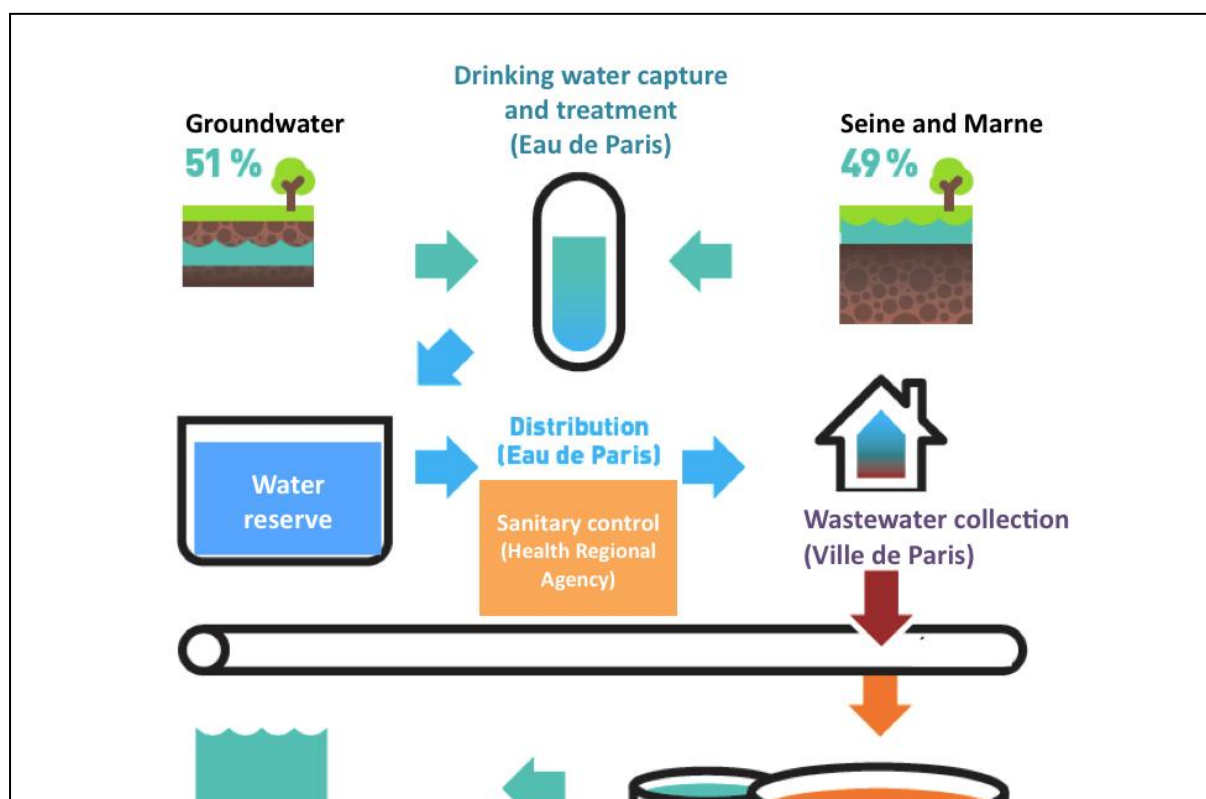 Drinking water capture
and treatment
(Eau de Paris)
Groundwater
51 %
Seine and Marne
49 %
Water
reserve
Distribution
(Eau de Paris)
Sanitary control
(Health Regional
Agency)
Wastewater collection
(Ville de Paris)